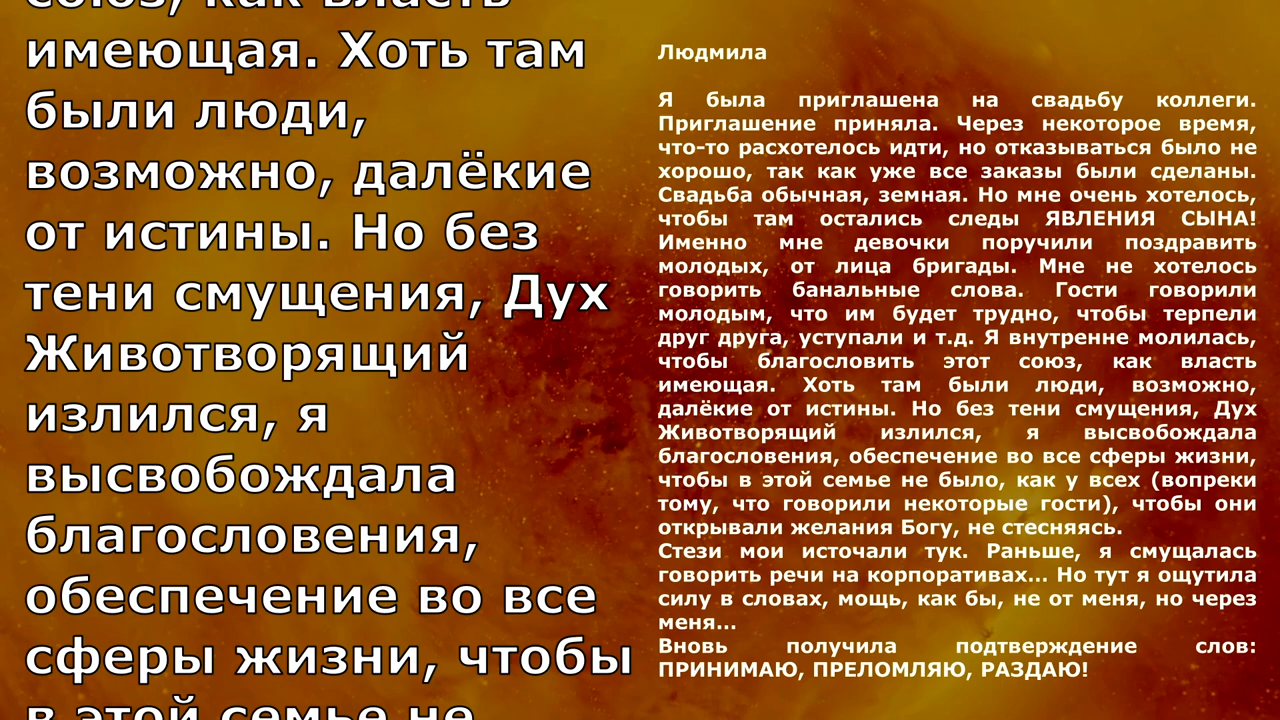 союз, как власть
имеющая. Хоть там
были люди,
возможно, далёкие
от истины. Но без
тени смущения, Дух
Животворящий
излился, я
высвобождала
благословения,
обеспечение во все
сферы жизни, чтобы
в этой семье не
Людмила
Я была приглашена на свадьбу коллеги.
Приглашение приняла. Через некоторое время,
что-то расхотелось идти, но отказываться было не
хорошо, так как уже все заказы были сделаны.
Свадьба обычная, земная. Но мне очень хотелось,
чтобы там остались следы ЯВЛЕНИЯ СЫНА!
Именно мне девочки поручили поздравить
молодых, от лица бригады. Мне не хотелось
говорить банальные слова. Гости говорили
молодым, что им будет трудно, чтобы терпели
друг друга, уступали и т.д. Я внутренне молилась,
чтобы благословить этот союз, как власть
имеющая. Хоть там были люди, возможно,
далёкие от истины. Но без тени смущения, Дух
Животворящий излился, я высвобождала
благословения, обеспечение во все сферы жизни,
чтобы в этой семье не было, как у всех (вопреки
тому, что говорили некоторые гости), чтобы они
открывали желания Богу, не стесняясь.
Стези мои источали тук. Раньше, я смущалась
говорить речи на корпоративах... Но тут я ощутила
силу в словах, мощь, как бы, не от меня, но через
меня...
Вновь получила подтверждение слов:
ПРИНИМАЮ, ПРЕЛОМЛЯЮ, РАЗДАЮ!